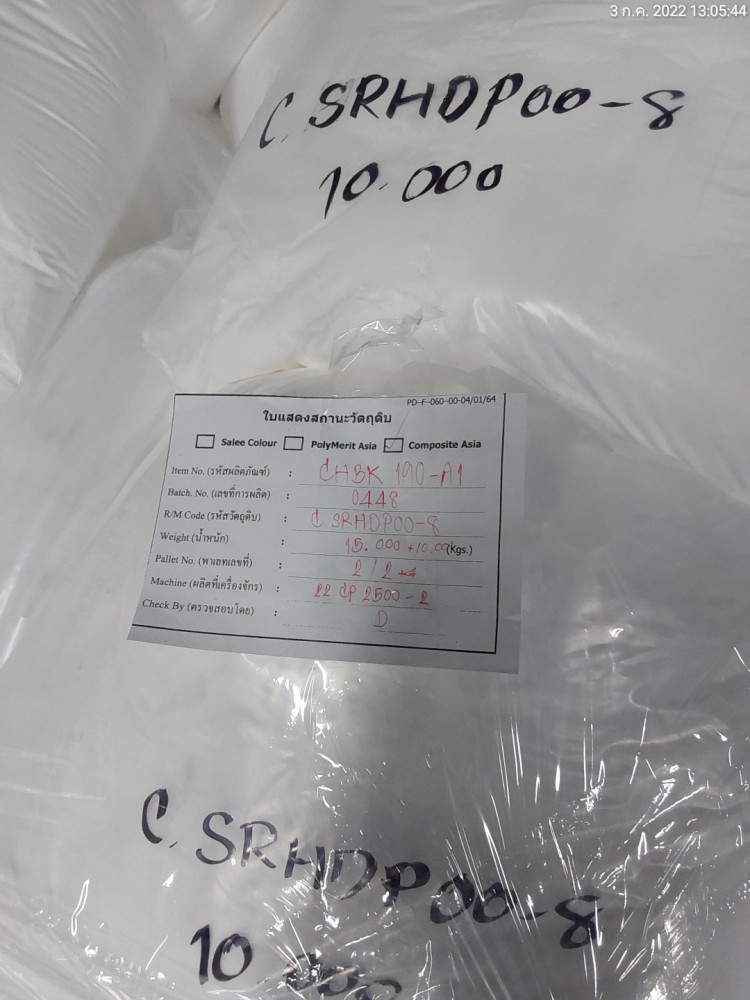 3 ก.ค. 2022 13:05:44
C. SRHDP00-8
10.000
PD-F-060-00-04/01/64
ใบแสดงสถานะวัตถุดิบ
Salee Colour PolyMerit Asia Composite Asia
Item No. (รหัสผลิตภัณฑ์) : CHBK 190-A1
Batch. No. (เลขที่การผลิต) : 0448
R/M Code (รหัสวัตถุดิบ) : C SRHDP00-8
Weight (น้ำหนัก) : 15.000 +10.00 (Kgs.)
Pallet No. (พาเลทเลขที่) : 2/2
Machine (ผลิตที่เครื่องจักร) : 22 CP 2500-2
Check By (ตรวจสอบโดย) : D
C. SRHDP00-8
10.000